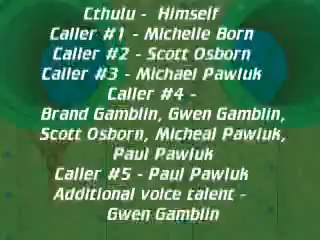 Cthulu - Himself
Caller #1 - Michelle Born
Caller #2 - Scott Osborn
Caller #3 - Michael Pawluk
Caller #4 -
Brand Gamblin, Gwen Gamblin,
Scott Osborn, Micheal Pawluk,
Paul Pawluk
Caller #5 - Paul Pawluk
Additional voice talent -
Gwen Gamblin